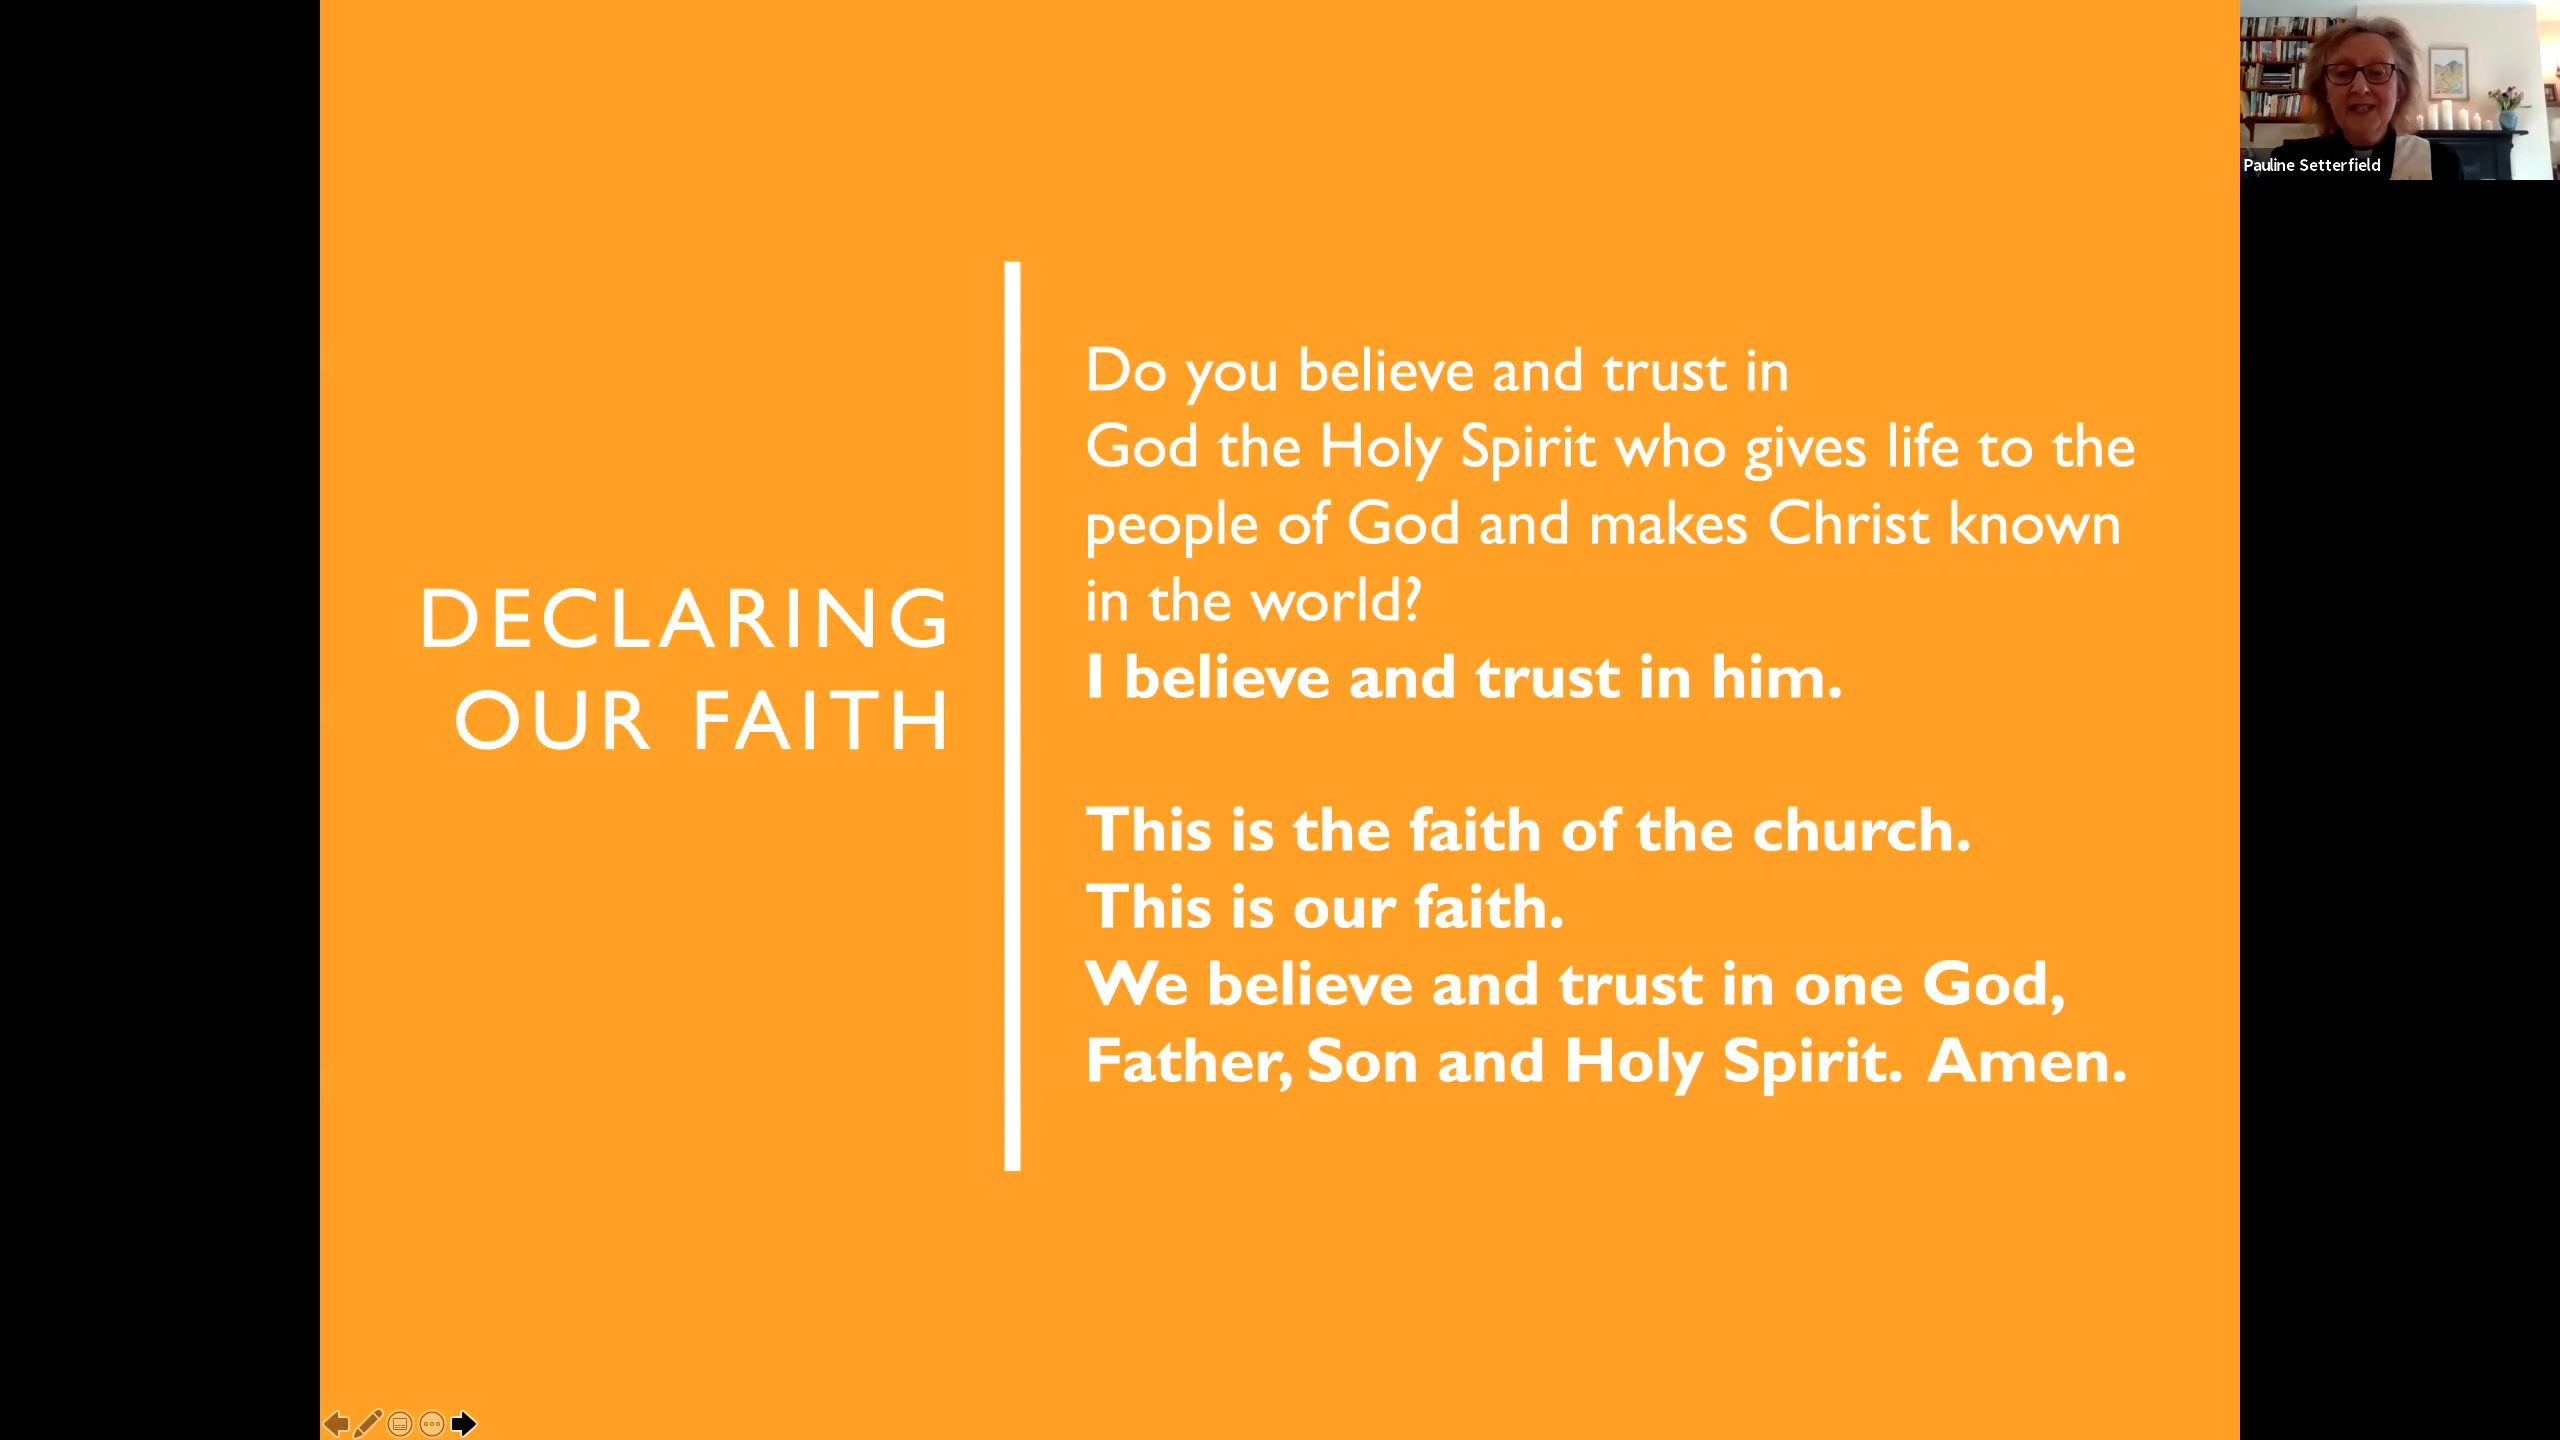 DECLARING
OUR FAITH
Do you believe and trust in
God the Holy Spirit who gives life to the
people of God and makes Christ known
in the world?
I believe and trust in him.
This is the faith of the church.
This is our faith.
We believe and trust in one God,
Father, Son and Holy Spirit. Amen.
Pauline Setterfield